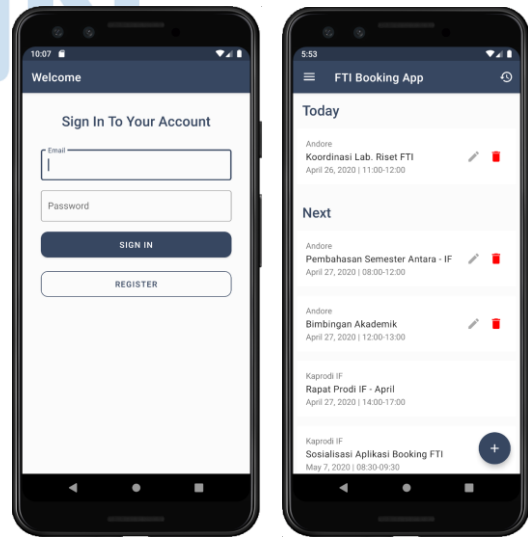 10:07
Welcome
Sign In To Your Account
Email
Password
SIGN IN
REGISTER
5:53
FTI Booking App
Today
Andore
Koordinasi Lab. Riset FTI
April 26, 2020 | 11:00-12:00
Next
Andore
Pembahasan Semester Antara - IF
April 27, 2020 | 08:00-12:00
Andore
Bimbingan Akademik
April 27, 2020 | 12:00-13:00
Kaprodi IF
Rapat Prodi IF - April
April 27, 2020 | 14:00-17:00
Kaprodi IF
Sosialisasi Aplikasi Booking FTI
May 7, 2020 | 08:30-09:30